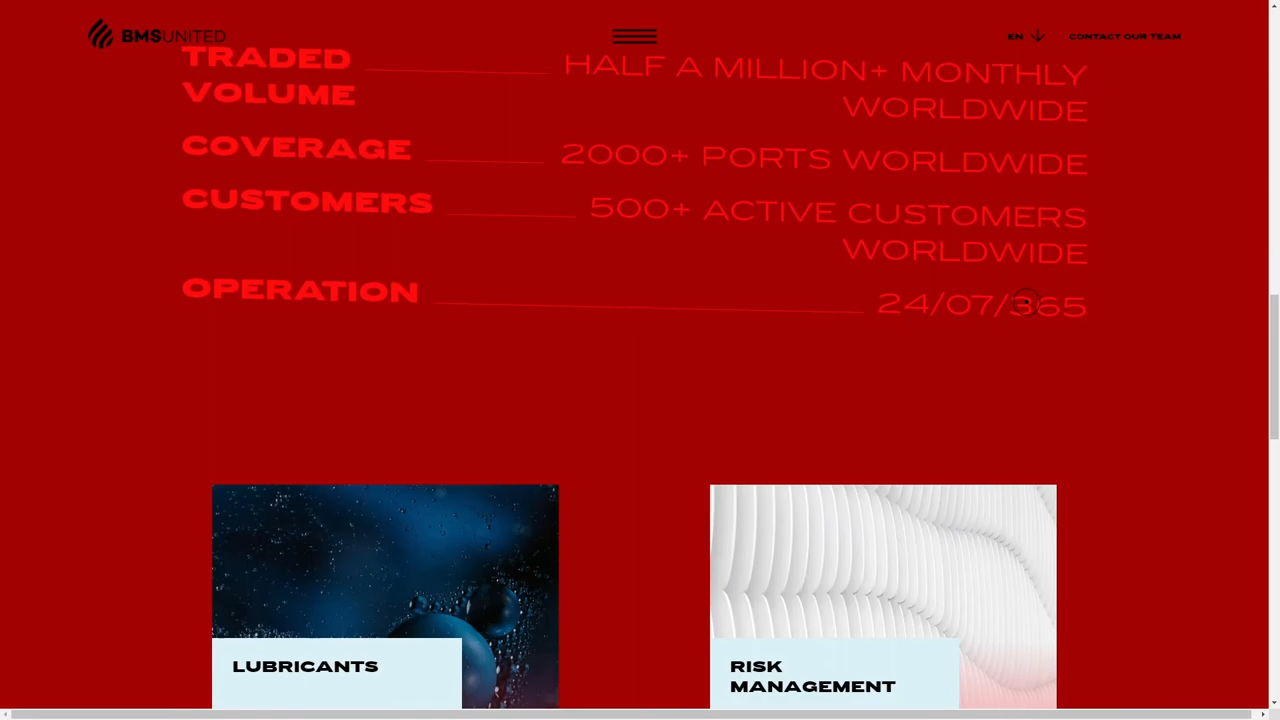 BMSUNITED
EN
CONTACT OUR TEAM
TRADED
VOLUME
HALF A MILLION+ MONTHLY
WORLDWIDE
COVERAGE
2000+ PORTS WORLDWIDE
CUSTOMERS
500+ ACTIVE CUSTOMERS
WORLDWIDE
OPERATION
24/07/365
LUBRICANTS
RISK
MANAGEMENT